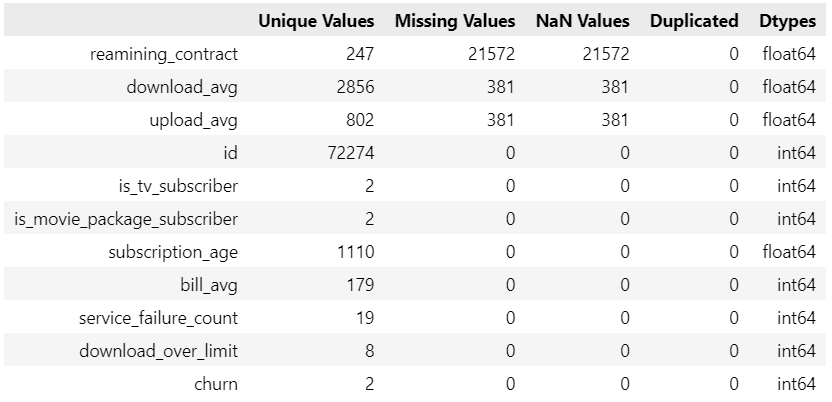 Unique Values Missing Values NaN Values Duplicated Dtypes
reamining_contract 247 21572 21572 0 float64
download_avg 2856 381 381 0 float64
upload_avg 802 381 381 0 float64
id 72274 0 0 0 int64
is_tv_subscriber 2 0 0 0 int64
is_movie_package_subscriber 2 0 0 0 int64
subscription_age 1110 0 0 0 float64
bill_avg 179 0 0 0 int64
service_failure_count 19 0 0 0 int64
download_over_limit 8 0 0 0 int64
churn 2 0 0 0 int64